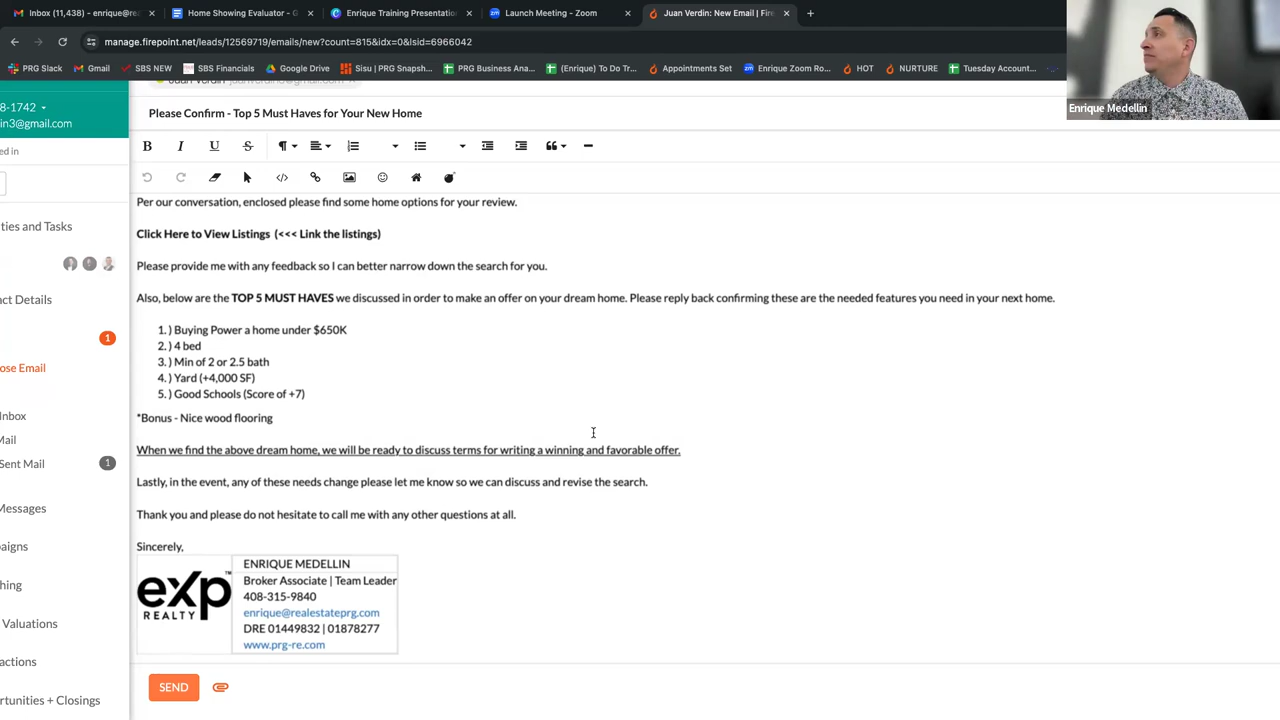 Inbox (11,438) - enrique@rea
Home Showing Evaluator - G
Enrique Training Presentatio
Launch Meeting - Zoom
Juan Verdin: New Email | Fire
manage.firepoint.net/leads/12569719/emails/new?count=815&idx=0&lsid=6966042
PRG Slack
Gmail
SBS NEW
SBS Financials
Google Drive
Sisu | PRG Snapsh...
PRG Business Ana...
(Enrique) To Do Tr...
Appointments Set
Enrique Zoom Ro...
HOT
NURTURE
Tuesday Account...
Enrique Medellin
8-1742
in3@gmail.com
ed in
ties and Tasks
act Details
1
ose Email
Inbox
Mail
Sent Mail
1
Messages
paigns
hing
Valuations
actions
rtunities + Closings
Please Confirm - Top 5 Must Haves for Your New Home
Per our conversation, enclosed please find some home options for your review.
Click Here to View Listings (<<< Link the listings)
Please provide me with any feedback so I can better narrow down the search for you.
Also, below are the TOP 5 MUST HAVES we discussed in order to make an offer on your dream home. Please reply back confirming these are the needed features you need in your next home.
1.) Buying Power a home under $650K
2.) 4 bed
3.) Min of 2 or 2.5 bath
4.) Yard (+4,000 SF)
5.) Good Schools (Score of +7)
*Bonus - Nice wood flooring
When we find the above dream home, we will be ready to discuss terms for writing a winning and favorable offer.
Lastly, in the event, any of these needs change please let me know so we can discuss and revise the search.
Thank you and please do not hesitate to call me with any other questions at all.
Sincerely,
exp
REALTY
TM
ENRIQUE MEDELLIN
Broker Associate | Team Leader
408-315-9840
enrique@realestateprg.com
DRE 01449832 | 01878277
www.prg-re.com
SEND